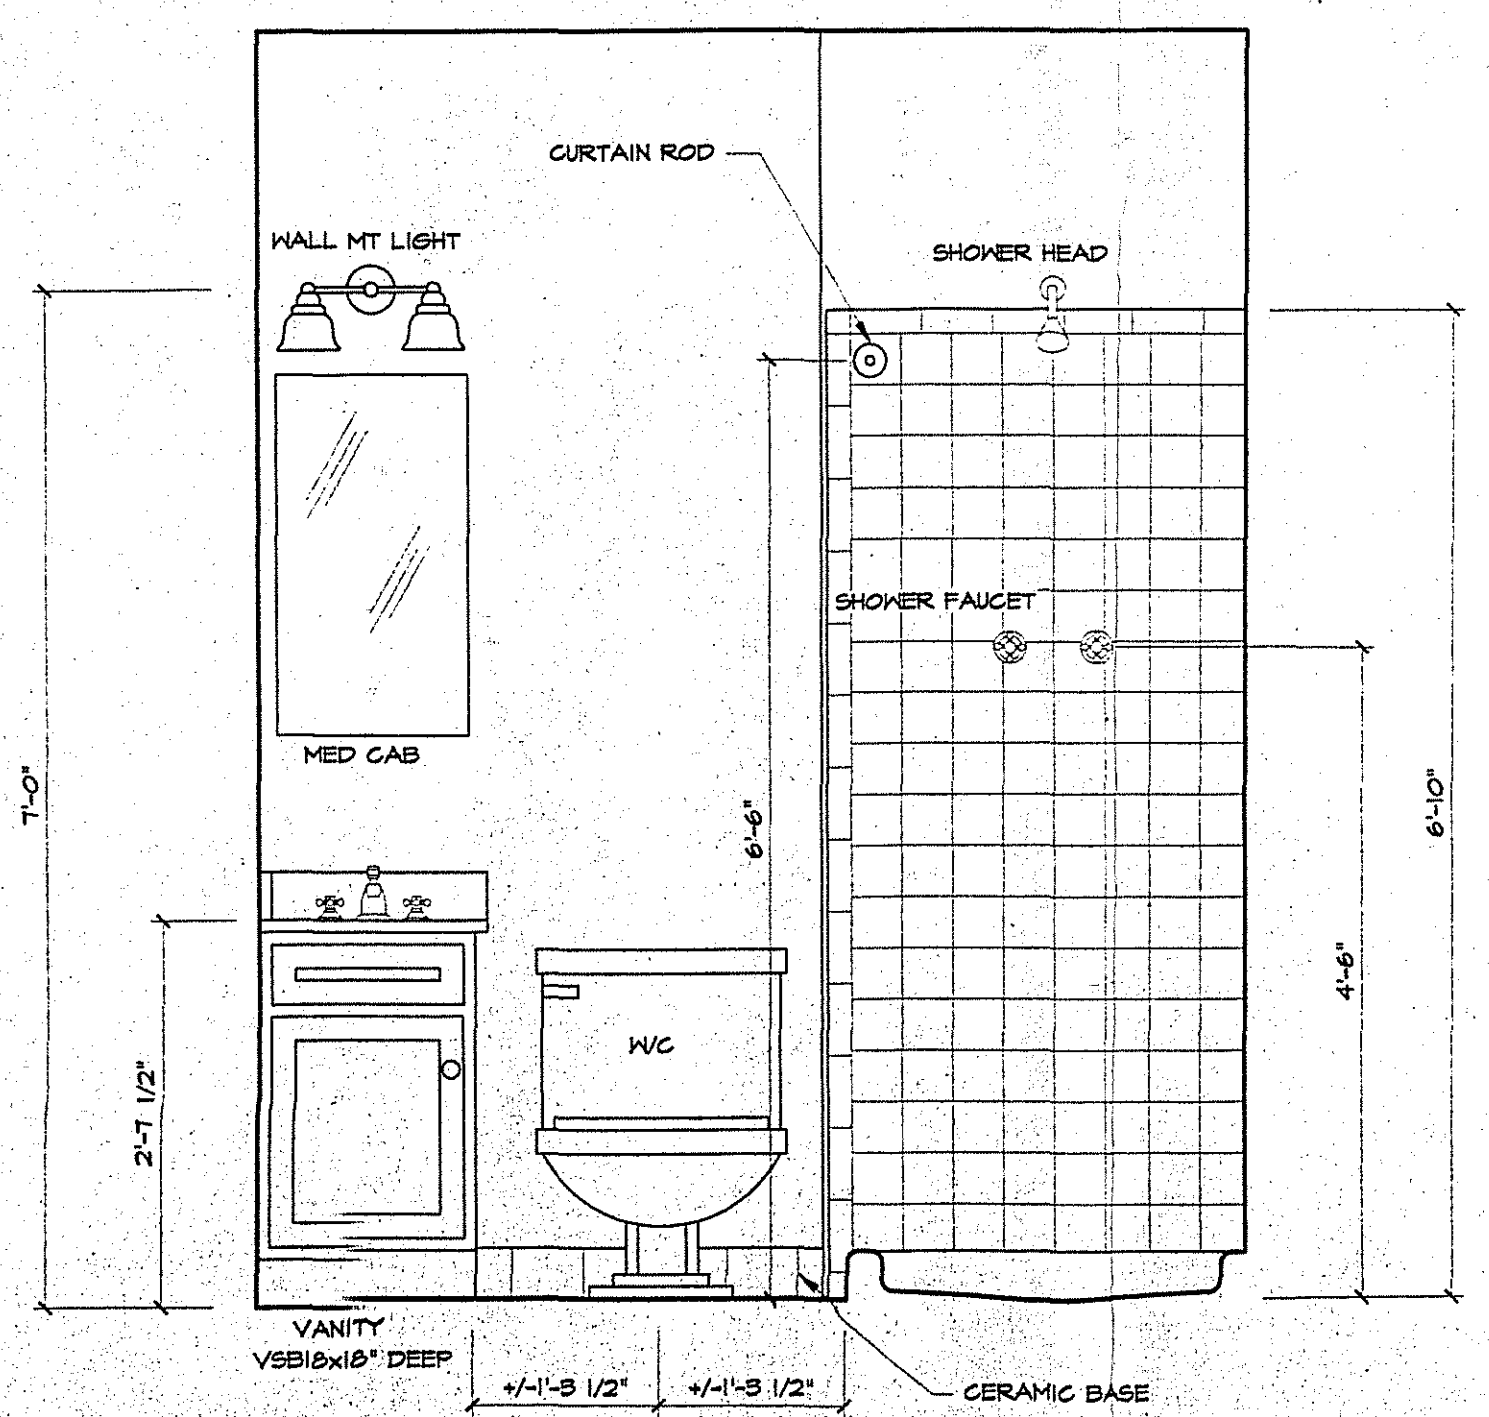 CURTAIN ROD
WALL MT LIGHT
SHOWER HEAD
SHOWER FAUCET
MED CAB
7'-0"
6'-6"
6'-10"
4'-6"
W/C
2'-7 1/2"
VANITY
VSB18x18" DEEP
+/-1'-3 1/2"
+/-1'-3 1/2"
CERAMIC BASE